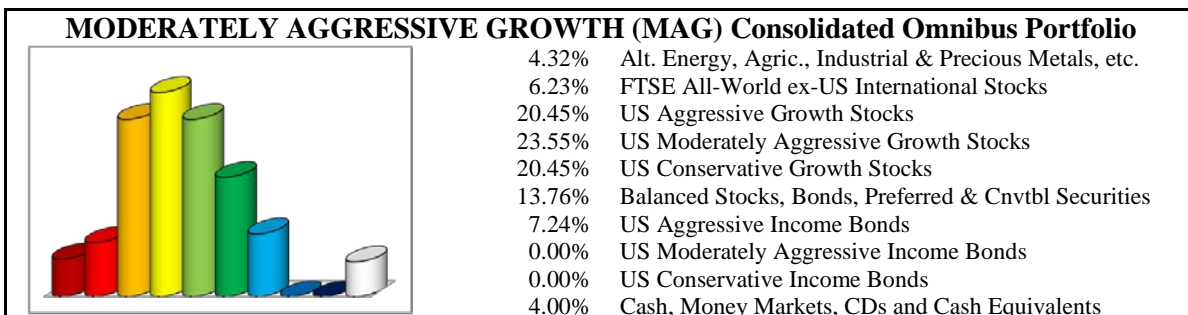 MODERATELY AGGRESSIVE GROWTH (MAG) Consolidated Omnibus Portfolio
4.32% Alt. Energy, Agric., Industrial & Precious Metals, etc.
6.23% FTSE All-World ex-US International Stocks
20.45% US Aggressive Growth Stocks
23.55% US Moderately Aggressive Growth Stocks
20.45% US Conservative Growth Stocks
13.76% Balanced Stocks, Bonds, Preferred & Cnvtbl Securities
7.24% US Aggressive Income Bonds
0.00% US Moderately Aggressive Income Bonds
0.00% US Conservative Income Bonds
4.00% Cash, Money Markets, CDs and Cash Equivalents